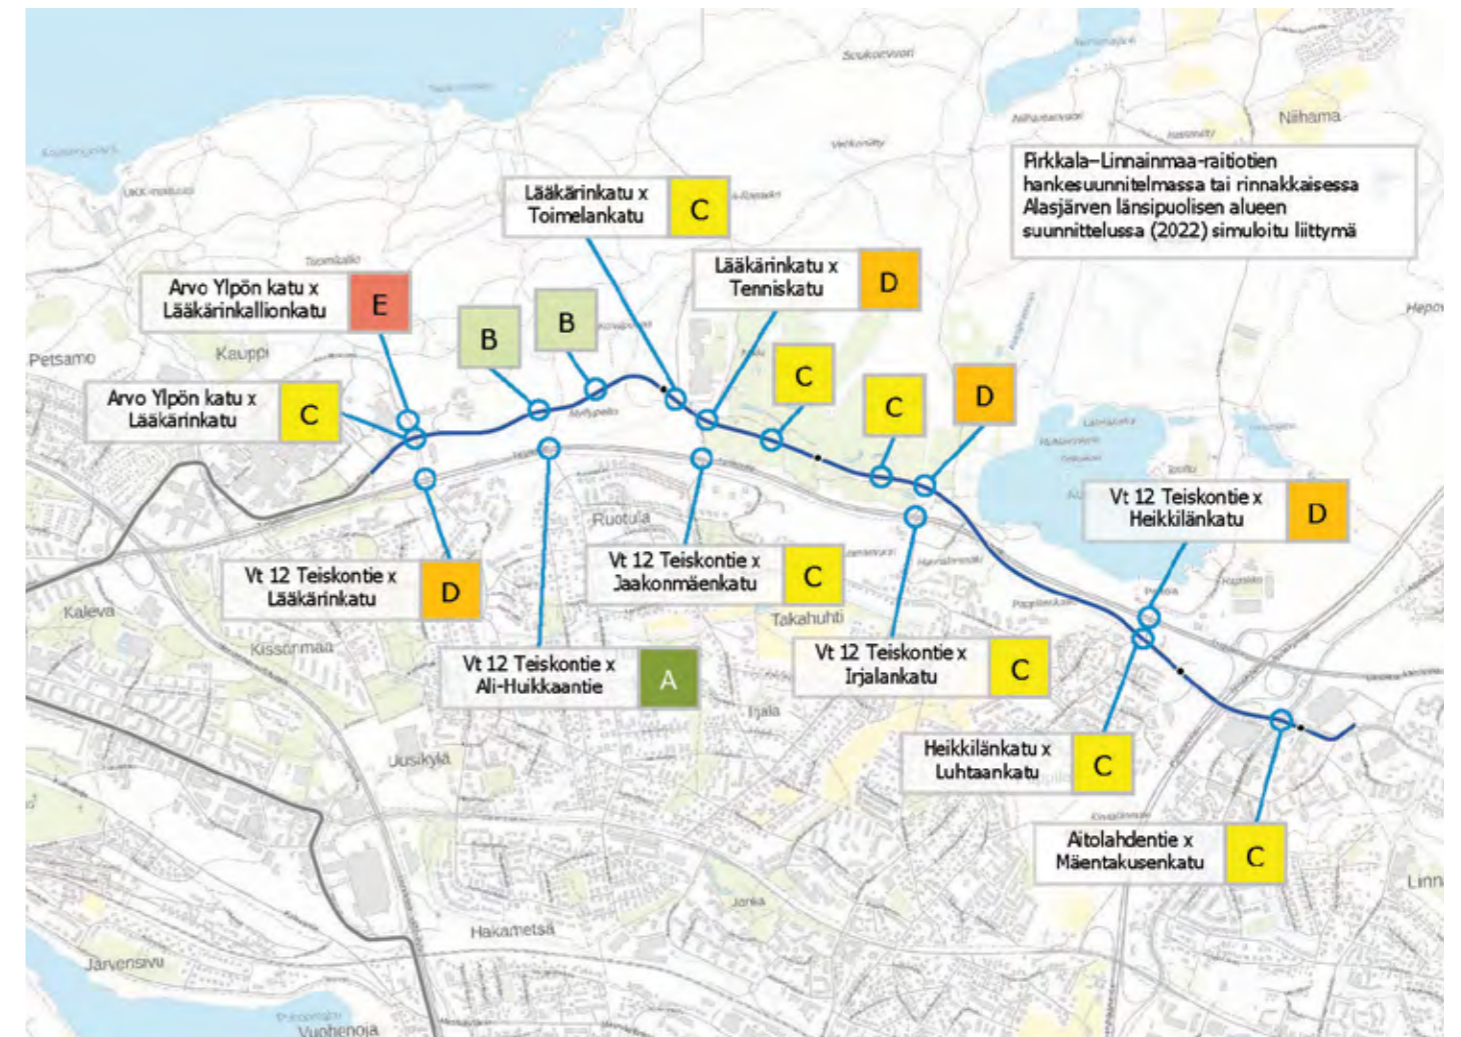 Niihama
Pirkkala–Linnainmaa-raitiotien
hankesuunnitelmassa tai rinnakkaisessa
Alasjärven länsipuolisen alueen
suunnittelussa (2022) simuloitu liittymä
Lääkärinkatu x
Toimelankatu
C
Lääkärinkatu x
Tenniskatu
D
Arvo Ylpön katu x
Lääkärinkallionkatu
E
B
B
Petsamo
Kauppi
C
C
D
Arvo Ylpön katu x
Lääkärinkatu
C
Vt 12 Teiskontie x
Heikkilänkatu
D
Ruotula
Vt 12 Teiskontie x
Lääkärinkatu
D
Vt 12 Teiskontie x
Jaakonmäenkatu
C
Kaleva
Takahuhti
Kissanmaa
Vt 12 Teiskontie x
Ali-Huikkaantie
A
Vt 12 Teiskontie x
Irjalankatu
C
Irjala
Uusikylä
Heikkilänkatu x
Luhtaankatu
C
Aitolahdentie x
Mäentakusenkatu
C
Linn
Janka
Hakametsä
Järvensivu
Vuohenoja